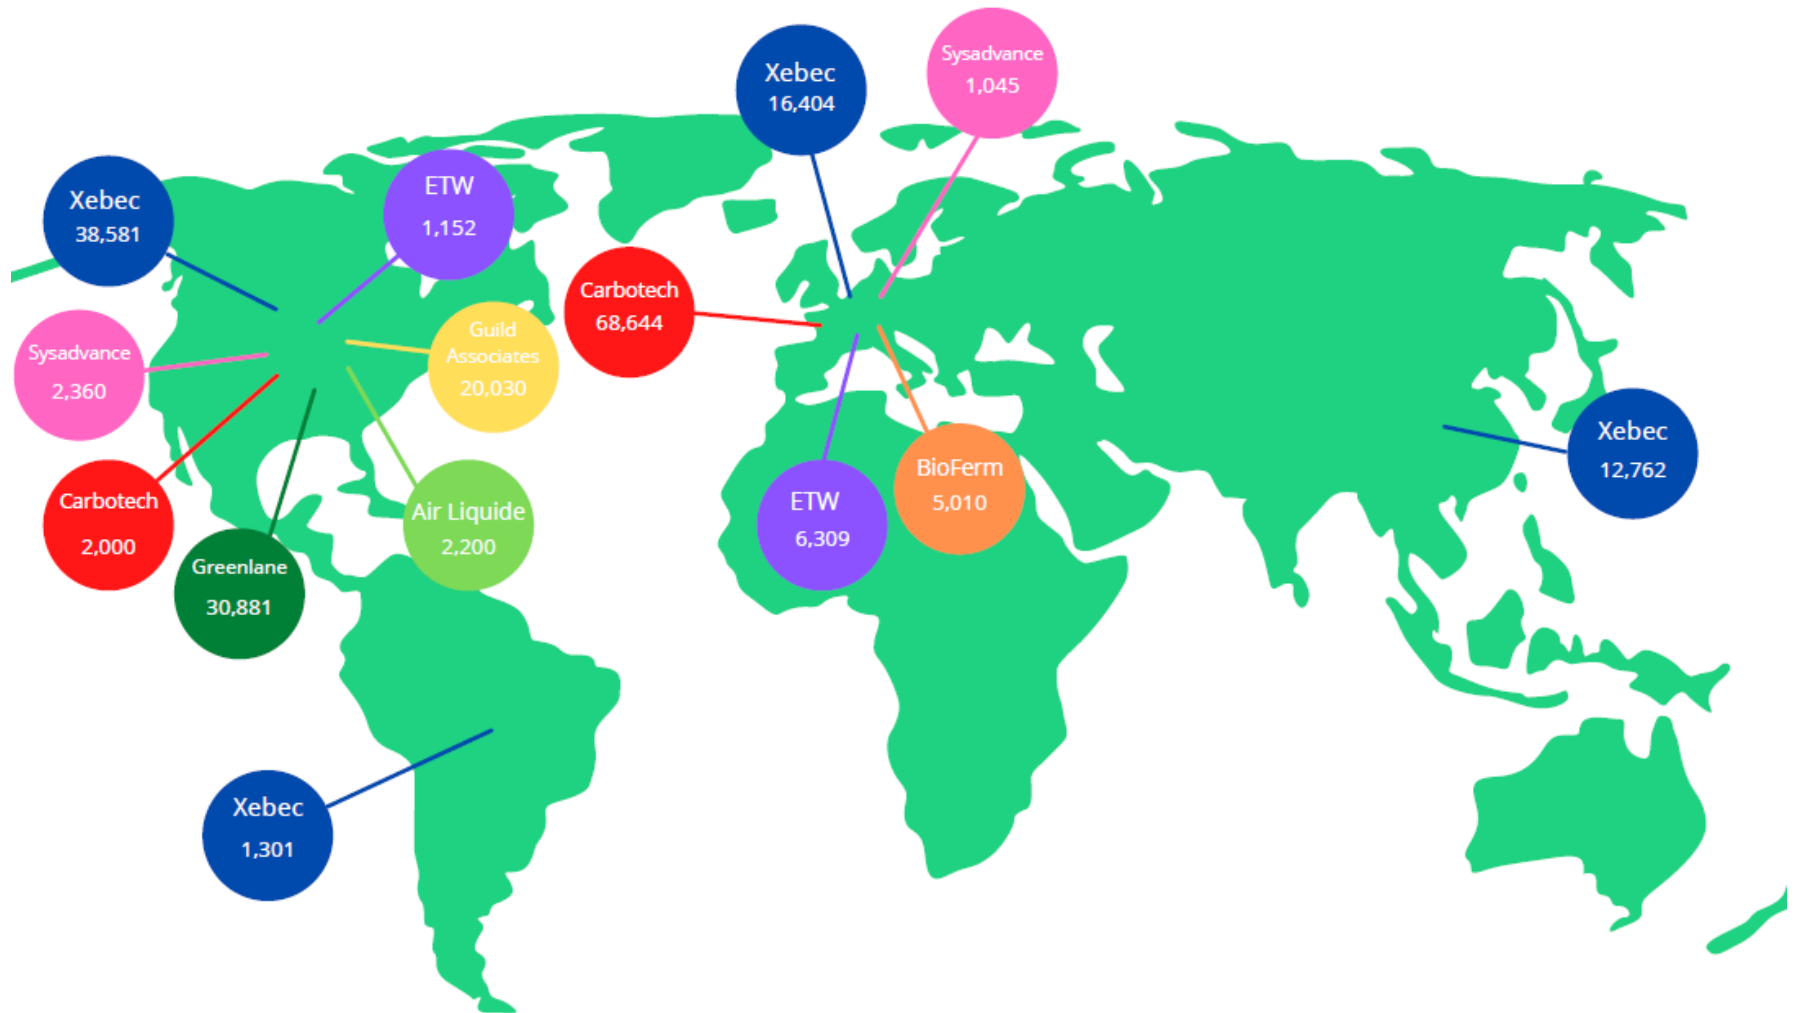 Xebec
16,404
Sysadvance
1,045
Xebec
38,581
ETW
1,152
Carbotech
68,644
Guild
Associates
20,030
Sysadvance
2,360
Xebec
12,762
BioFerm
5,010
Carbotech
2,000
ETW
6,309
Air Liquide
2,200
Greenlane
30,881
Xebec
1,301